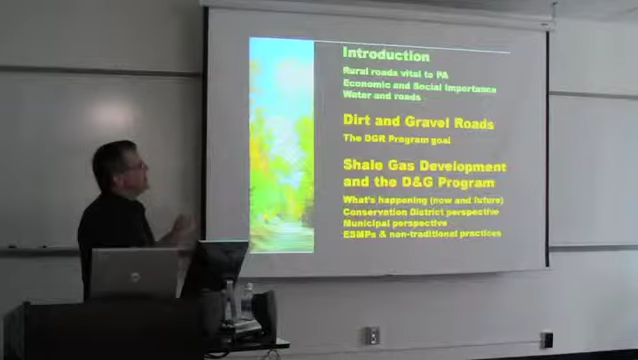 Introduction
Rural roads vital to PA
Economic and Social Importance
Water and roads
Dirt and Gravel Roads
The DGR Program goal
Shale Gas Development
and the D&G Program
What's happening (now and future)
Conservation District perspective
Municipal perspective
ESMPs & non-traditional practices